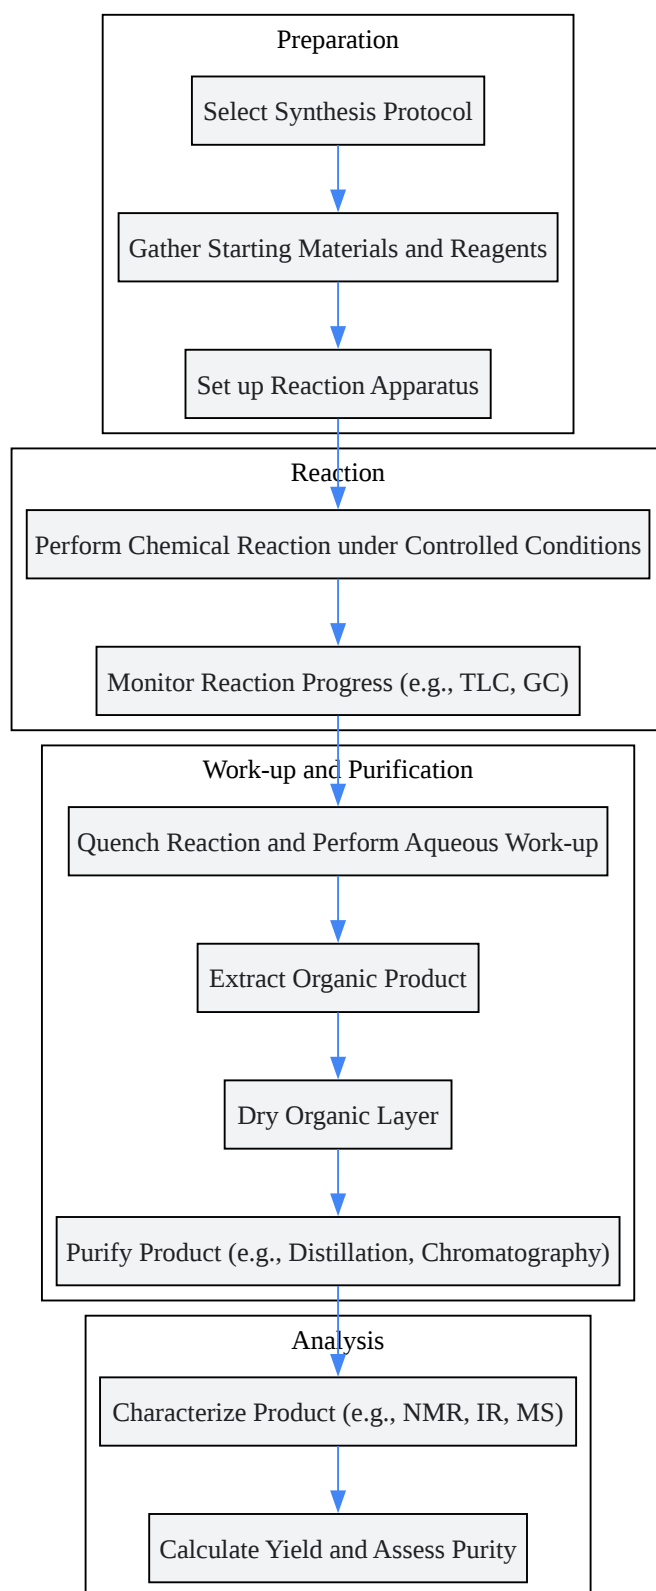 Preparation
Select Synthesis Protocol
Gather Starting Materials and Reagents
Set up Reaction Apparatus
Reaction
Perform Chemical Reaction under Controlled Conditions
Monitor Reaction Progress (e.g., TLC, GC)
Work-up and Purification
Quench Reaction and Perform Aqueous Work-up
Extract Organic Product
Dry Organic Layer
Purify Product (e.g., Distillation, Chromatography)
Analysis
Characterize Product (e.g., NMR, IR, MS)
Calculate Yield and Assess Purity